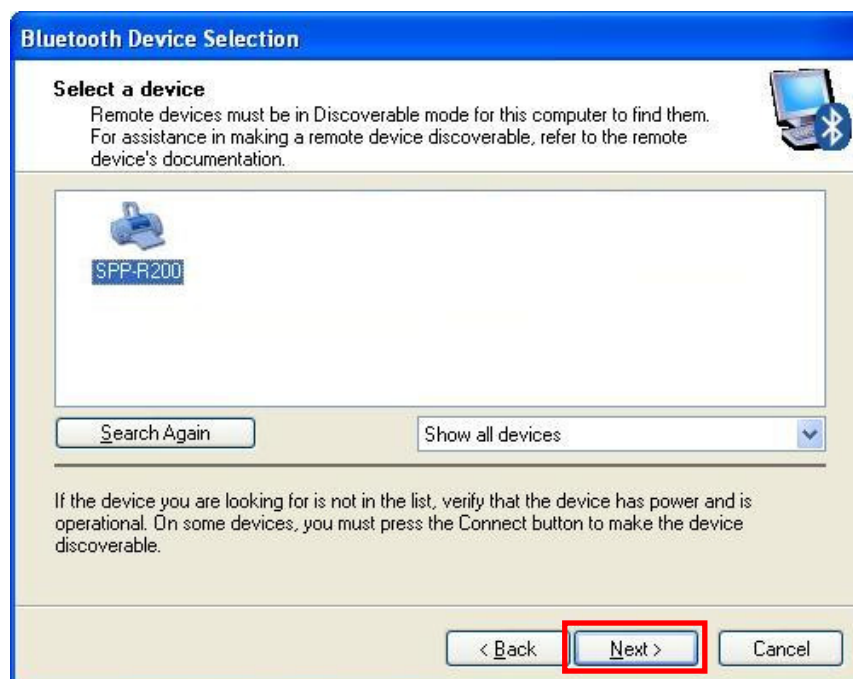 Bluetooth Device Selection
Select a device
Remote devices must be in Discoverable mode for this computer to find them.
For assistance in making a remote device discoverable, refer to the remote
device's documentation.
SPP-R200
Search Again
Show all devices
If the device you are looking for is not in the list, verify that the device has power and is
operational. On some devices, you must press the Connect button to make the device
discoverable.
< Back
Next >
Cancel